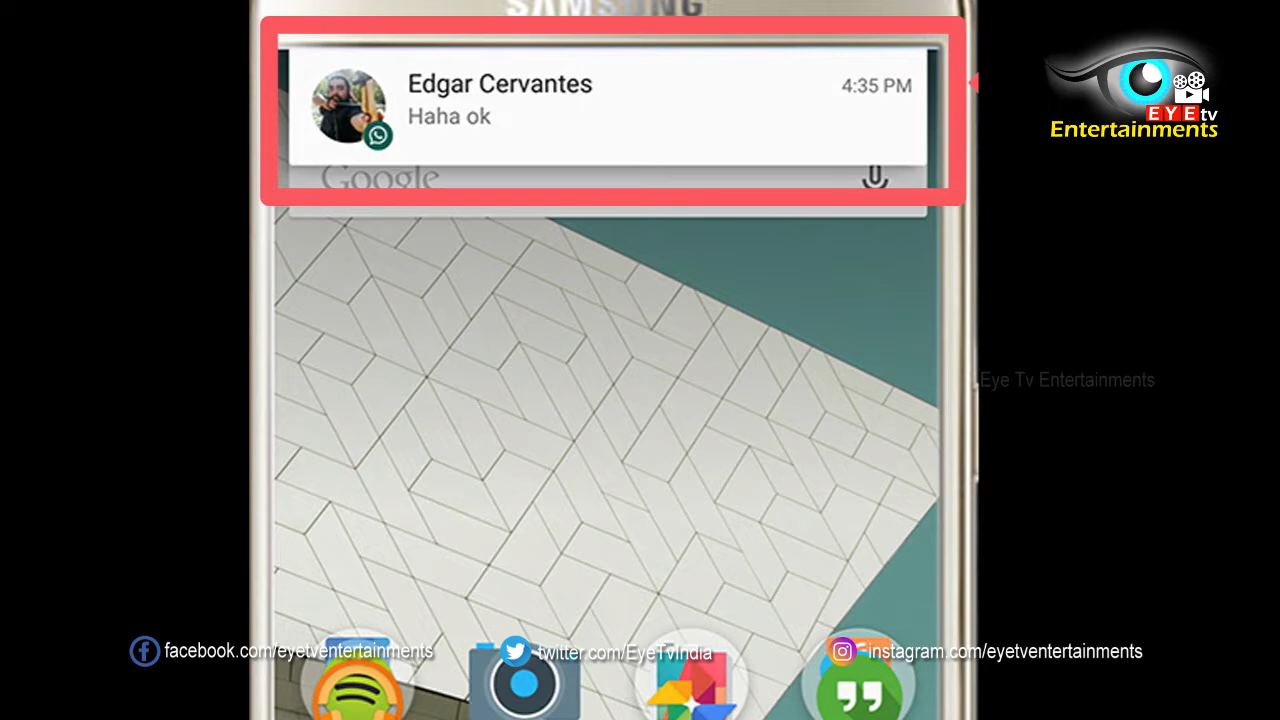 SAMSUNG
Edgar Cervantes
4:35 PM
Haha ok
Google
EYE tv
Entertainments
Eye Tv Entertainments
facebook.com/eyetventertainments
twitter.com/EyeTvIndia
instagram.com/eyetventertainments